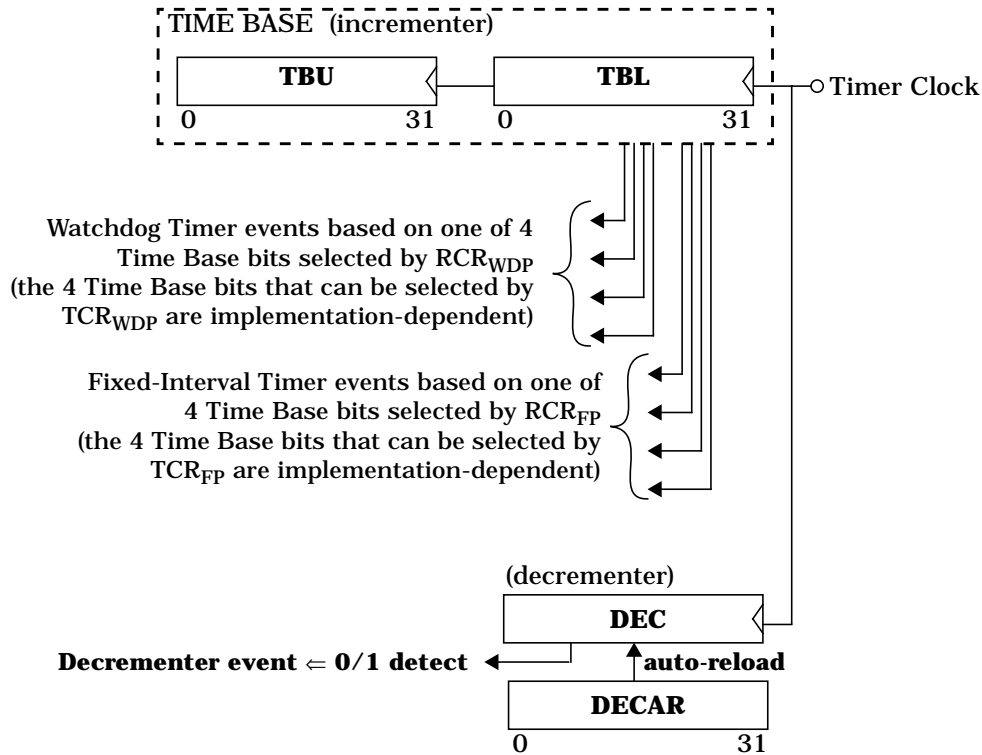 TIME BASE (incrementer)
TBU TBL
Timer Clock
0 31 0 31
Watchdog Timer events based on one of 4
Time Base bits selected by RCRWDP
(the 4 Time Base bits that can be selected by
TCRWDP are implementation-dependent)
Fixed-Interval Timer events based on one of
4 Time Base bits selected by RCRFP
(the 4 Time Base bits that can be selected by
TCRFP are implementation-dependent)
(decrementer)
DEC
Decrementer event ⇐ 0/1 detect
auto-reload
DECAR
0 31